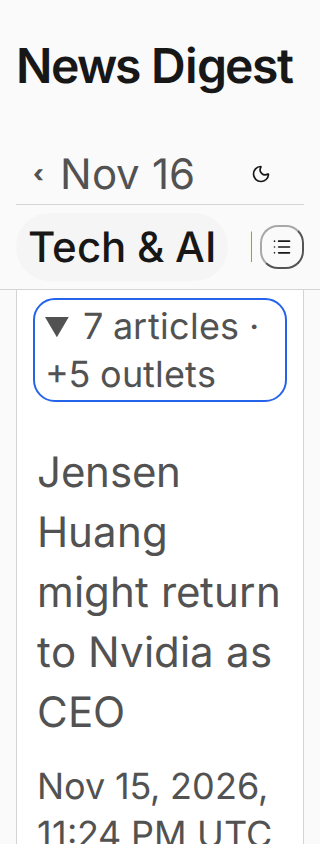 News Digest
‹ Nov 16
Tech & AI
▼ 7 articles ·
+5 outlets
Jensen
Huang
might return
to Nvidia as
CEO
Nov 15, 2026,
11:24 PM UTC